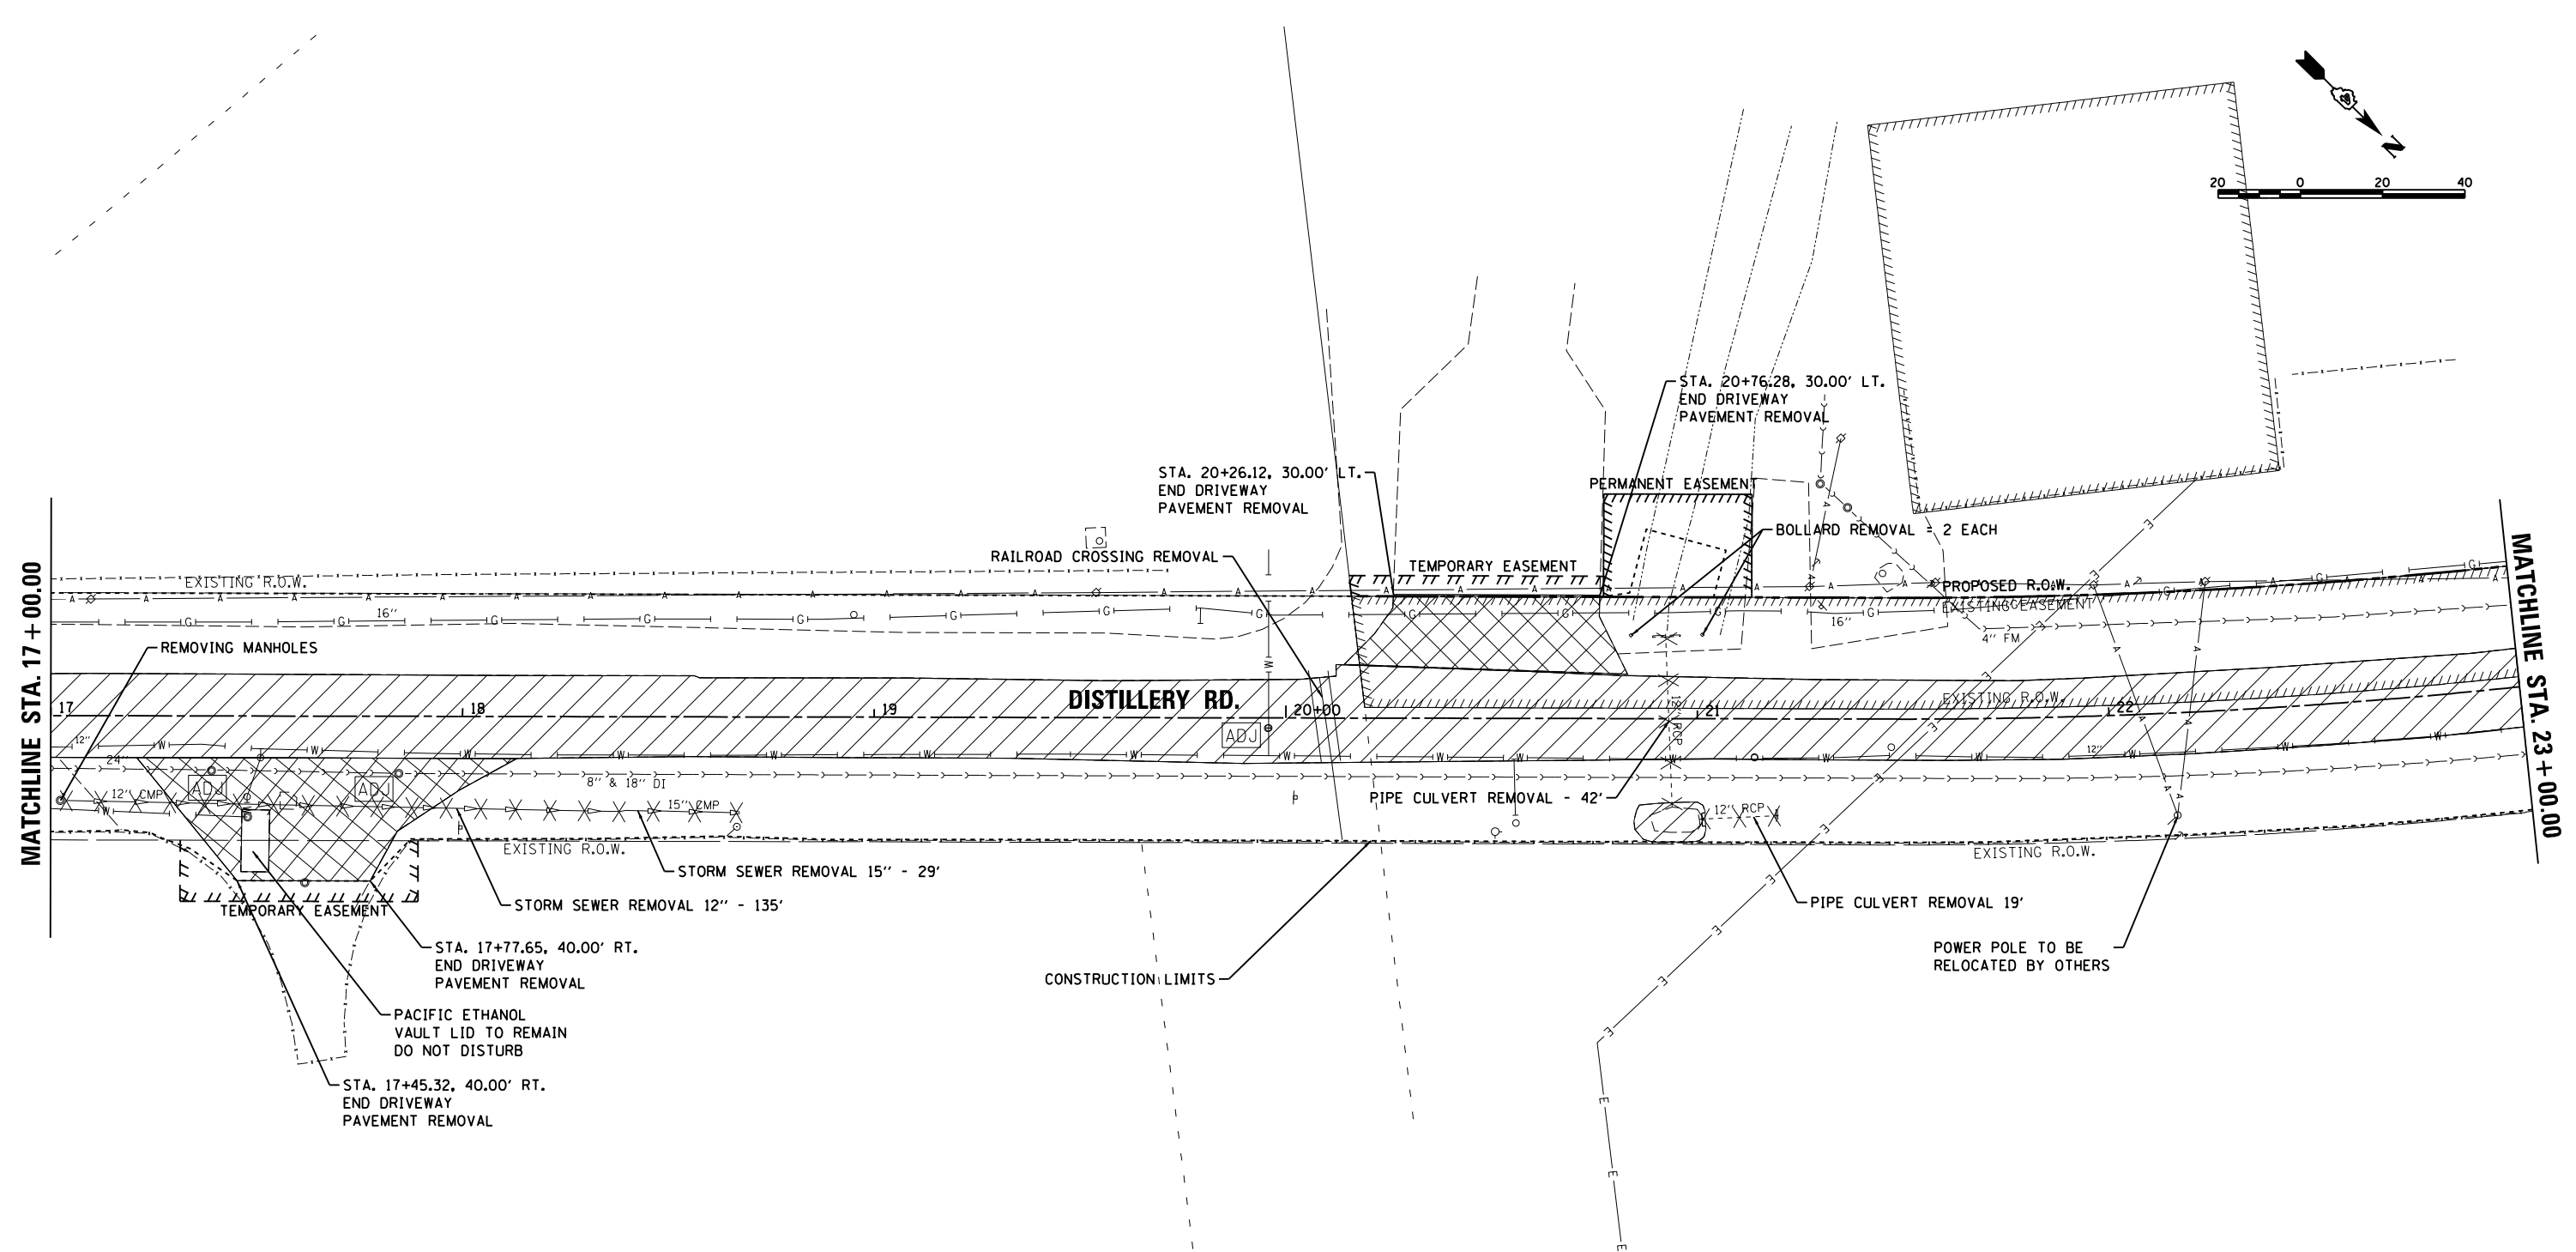 N
20 0 20 40
STA. 20+76.28, 30.00' LT.
END DRIVEWAY
PAVEMENT REMOVAL
STA. 20+26.12, 30.00' LT.
END DRIVEWAY
PAVEMENT REMOVAL
PERMANENT EASEMENT
BOLLARD REMOVAL = 2 EACH
RAILROAD CROSSING REMOVAL
TEMPORARY EASEMENT
EXISTING R.O.W.
PROPOSED R.O.W.
EXISTING EASEMENT
16"
16"
4" FM
REMOVING MANHOLES
MATCHLINE STA. 17 + 00.00
MATCHLINE STA. 23 + 00.00
DISTILLERY RD.
EXISTING R.O.W.
17
18
19
20+00
21
22
12" RCP
ADJ
12"
12"
24"
ADJ
ADJ
8" & 18" DI
12" CMP
15" CMP
PIPE CULVERT REMOVAL - 42'
12" RCP
EXISTING R.O.W.
EXISTING R.O.W.
STORM SEWER REMOVAL 15" - 29'
STORM SEWER REMOVAL 12" - 135'
TEMPORARY EASEMENT
PIPE CULVERT REMOVAL 19'
STA. 17+77.65, 40.00' RT.
END DRIVEWAY
PAVEMENT REMOVAL
POWER POLE TO BE
RELOCATED BY OTHERS
CONSTRUCTION LIMITS
PACIFIC ETHANOL
VAULT LID TO REMAIN
DO NOT DISTURB
STA. 17+45.32, 40.00' RT.
END DRIVEWAY
PAVEMENT REMOVAL